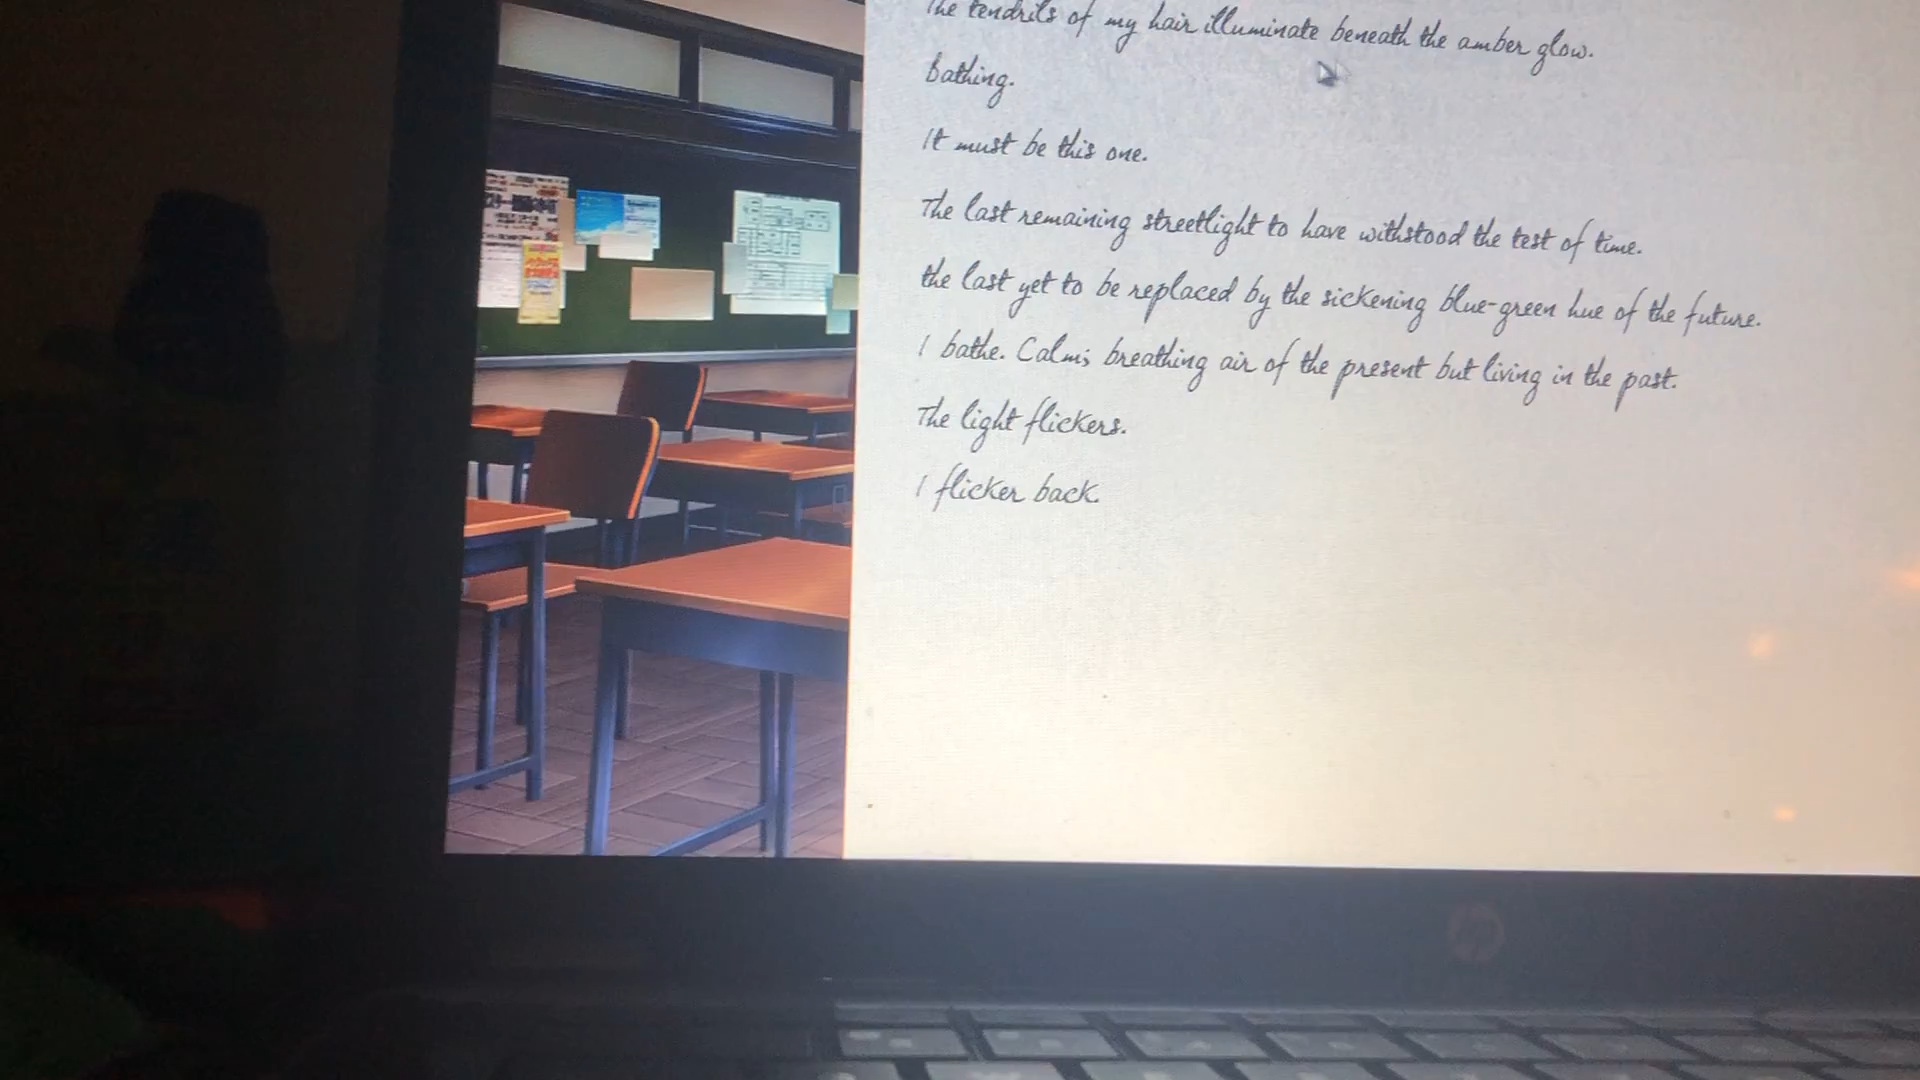 The tendrils of my hair illuminate beneath the amber glow.
Bathing.
It must be this one.
The last remaining streetlight to have withstood the test of time.
the last yet to be replaced by the sickening blue-green hue of the future.
I bathe. Calm; breathing air of the present but living in the past.
The light flickers.
I flicker back.
hp